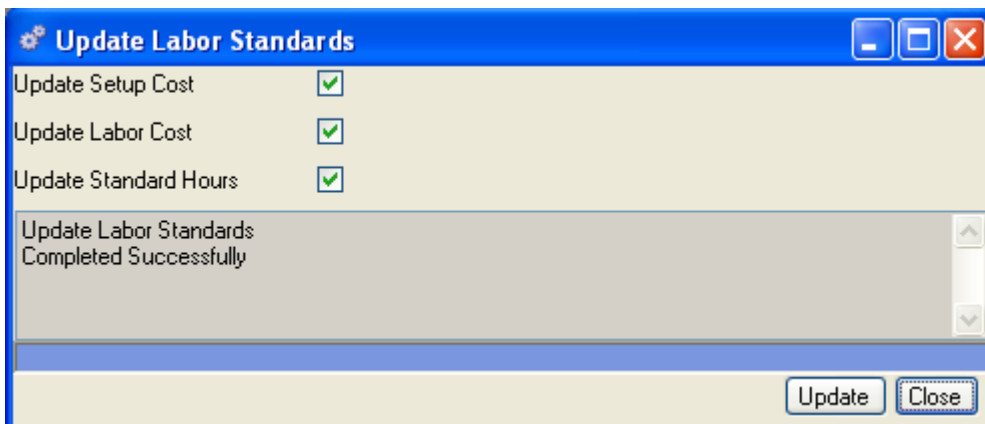 Update Labor Standards
Update Setup Cost
Update Labor Cost
Update Standard Hours
Update Labor Standards
Completed Successfully
Update Close